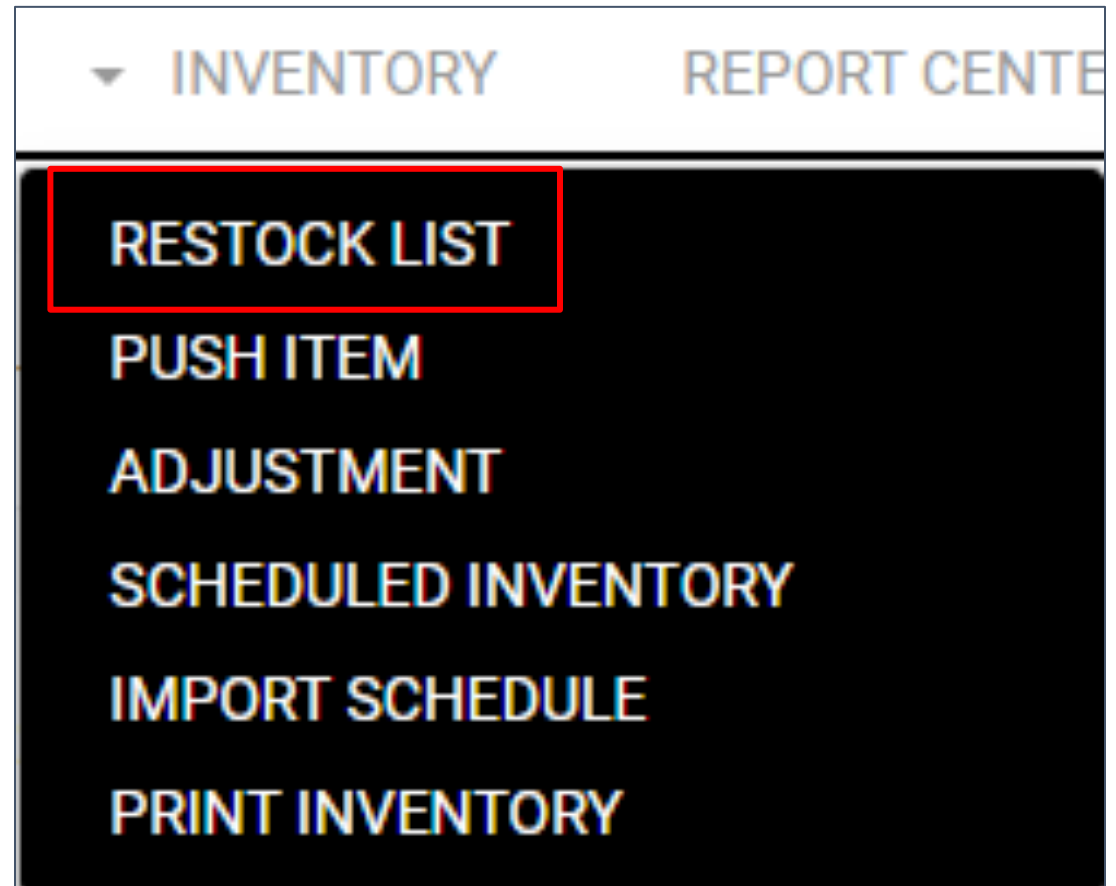 INVENTORY REPORT CENTE
RESTOCK LIST
PUSH ITEM
ADJUSTMENT
SCHEDULED INVENTORY
IMPORT SCHEDULE
PRINT INVENTORY